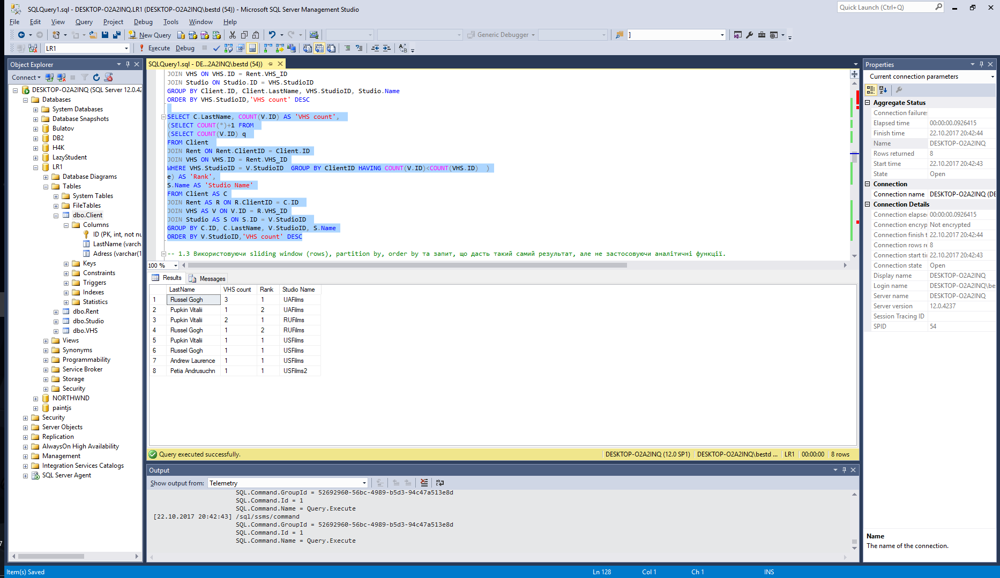 SQLQuery1.sql - DESKTOP-O2A2INQ.LR1 (DESKTOP-O2A2INQ\bestd (54)) - Microsoft SQL Server Management Studio
Quick Launch (Ctrl+Q)
File Edit View Query Project Debug Tools Window Help
New Query
Generic Debugger
]
LR1
Execute Debug
Object Explorer
Connect
DESKTOP-O2A2INQ (SQL Server 12.0.42
Databases
System Databases
Database Snapshots
Bulatov
DB2
H4K
LazyStudent
LR1
Database Diagrams
Tables
System Tables
FileTables
dbo.Client
Columns
ID (PK, int, not nu
LastName (varch
Adress (varchar(1
Keys
Constraints
Triggers
Indexes
Statistics
dbo.Rent
dbo.Studio
dbo.VHS
Views
Synonyms
Programmability
Service Broker
Storage
Security
NORTHWND
paintjs
Security
Server Objects
Replication
AlwaysOn High Availability
Management
Integration Services Catalogs
SQL Server Agent
SQLQuery1.sql - DE...2A2INQ\bestd (54))
JOIN VHS ON VHS.ID = Rent.VHS_ID
JOIN Studio ON Studio.ID = VHS.StudioID
GROUP BY Client.ID, Client.LastName, VHS.StudioID, Studio.Name
ORDER BY VHS.StudioID,'VHS count' DESC
SELECT C.LastName, COUNT(V.ID) AS 'VHS count',
(SELECT COUNT(*)+1 FROM
(SELECT COUNT(V.ID) q
FROM Client
JOIN Rent ON Rent.ClientID = Client.ID
JOIN VHS ON VHS.ID = Rent.VHS_ID
WHERE VHS.StudioID = V.StudioID  GROUP BY ClientID HAVING COUNT(V.ID)<COUNT(VHS.ID)  )
e) AS 'Rank',
S.Name AS 'Studio Name'
FROM Client AS C
JOIN Rent AS R ON R.ClientID = C.ID
JOIN VHS AS V ON V.ID = R.VHS_ID
JOIN Studio AS S ON S.ID = V.StudioID
GROUP BY C.ID, C.LastName, V.StudioID, S.Name
ORDER BY V.StudioID,'VHS count' DESC
-- 1.3 Використовуючи sliding window (rows), partition by, order by та запит, що дасть такий самий результат, але не застосовуючи аналітичні функції.
100 %
Results Messages
LastName VHS count Rank Studio Name
1 Russel Gogh 3 1 UAFilms
2 Pupkin Vitalii 1 2 UAFilms
3 Pupkin Vitalii 2 1 RUFilms
4 Russel Gogh 1 2 RUFilms
5 Pupkin Vitalii 1 1 USFilms
6 Russel Gogh 1 1 USFilms
7 Andrew Laurence 1 1 USFilms
8 Petia Andrusuchn 1 1 USFilms2
Query executed successfully.
DESKTOP-O2A2INQ (12.0 SP1) DESKTOP-O2A2INQ\bestd ... LR1 00:00:00 8 rows
Output
Show output from: Telemetry
SQL.Command.GroupId = 52692960-56bc-4989-b5d3-94c47a513e8d
SQL.Command.Id = 1
SQL.Command.Name = Query.Execute
[22.10.2017 20:42:43] /sql/ssms/command
SQL.Command.GroupId = 52692960-56bc-4989-b5d3-94c47a513e8d
SQL.Command.Id = 1
SQL.Command.Name = Query.Execute
Properties
Current connection parameters
Aggregate Status
Connection failures
Elapsed time 00:00:00.0926415
Finish time 22.10.2017 20:42:44
Name DESKTOP-O2A2INQ
Rows returned 8
Start time 22.10.2017 20:42:43
State Open
Connection
Connection name DESKTOP-O2A2INQ (DE
Connection Details
Connection elapse 00:00:00.0926415
Connection encryp Not encrypted
Connection finish t 22.10.2017 20:42:44
Connection rows re 8
Connection start ti 22.10.2017 20:42:43
Connection state Open
Display name DESKTOP-O2A2INQ
Login name DESKTOP-O2A2INQ\be
Server name DESKTOP-O2A2INQ
Server version 12.0.4237
Session Tracing ID
SPID 54
Name
The name of the connection.
Item(s) Saved Ln 128 Col 1 Ch 1 INS